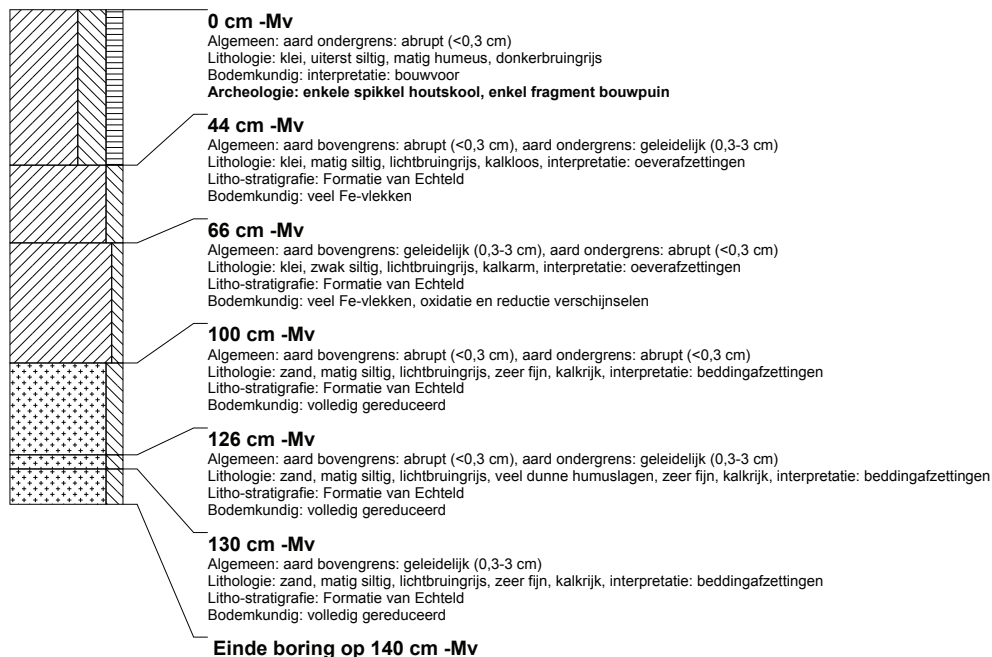 0 cm -Mv
Algemeen: aard ondergrens: abrupt (<0,3 cm)
Lithologie: klei, uiterst siltig, matig humeus, donkerbruingrijs
Bodemkundig: interpretatie: bouwvoor
Archeologie: enkele spikkel houtskool, enkel fragment bouwpuin
44 cm -Mv
Algemeen: aard bovengrens: abrupt (<0,3 cm), aard ondergrens: geleidelijk (0,3-3 cm)
Lithologie: klei, matig siltig, lichtbruingrijs, kalkloos, interpretatie: oeverafzettingen
Litho-stratigrafie: Formatie van Echteld
Bodemkundig: veel Fe-vlekken
66 cm -Mv
Algemeen: aard bovengrens: geleidelijk (0,3-3 cm), aard ondergrens: abrupt (<0,3 cm)
Lithologie: klei, zwak siltig, lichtbruingrijs, kalkarm, interpretatie: oeverafzettingen
Litho-stratigrafie: Formatie van Echteld
Bodemkundig: veel Fe-vlekken, oxidatie en reductie verschijnselen
100 cm -Mv
Algemeen: aard bovengrens: abrupt (<0,3 cm), aard ondergrens: abrupt (<0,3 cm)
Lithologie: zand, matig siltig, lichtbruingrijs, zeer fijn, kalkrijk, interpretatie: beddingafzettingen
Litho-stratigrafie: Formatie van Echteld
Bodemkundig: volledig gereduceerd
126 cm -Mv
Algemeen: aard bovengrens: abrupt (<0,3 cm), aard ondergrens: geleidelijk (0,3-3 cm)
Lithologie: zand, matig siltig, lichtbruingrijs, veel dunne humuslagen, zeer fijn, kalkrijk, interpretatie: beddingafzettingen
Litho-stratigrafie: Formatie van Echteld
Bodemkundig: volledig gereduceerd
130 cm -Mv
Algemeen: aard bovengrens: geleidelijk (0,3-3 cm)
Lithologie: zand, matig siltig, lichtbruingrijs, zeer fijn, kalkrijk, interpretatie: beddingafzettingen
Litho-stratigrafie: Formatie van Echteld
Bodemkundig: volledig gereduceerd
Einde boring op 140 cm -Mv